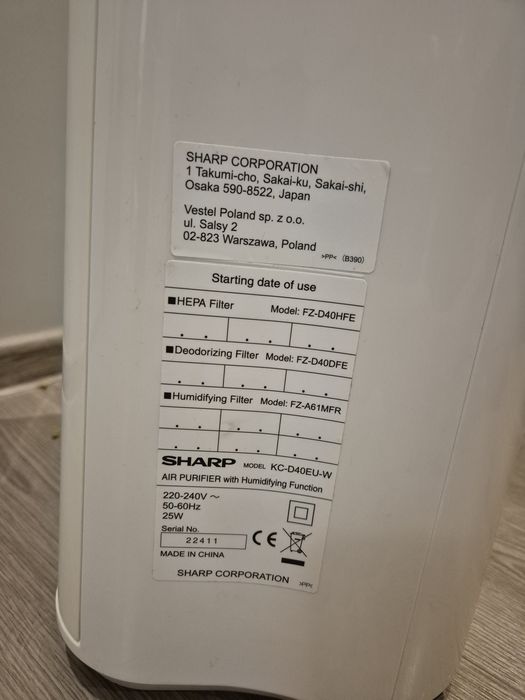 SHARP CORPORATION
1 Takumi-cho, Sakai-ku, Sakai-shi,
Osaka 590-8522, Japan
Vestel Poland sp. z o.o.
ul. Salsy 2
02-823 Warszawa, Poland
>PP< (B390)
Starting date of use
■HEPA Filter Model: FZ-D40HFE
■Deodorizing Filter Model: FZ-D40DFE
■Humidifying Filter Model: FZ-A61MFR
SHARP MODEL KC-D40EU-W
AIR PURIFIER with Humidifying Function
220-240V ～
50-60Hz
25W
Serial No.
22411
CE
MADE IN CHINA
SHARP CORPORATION >PP<